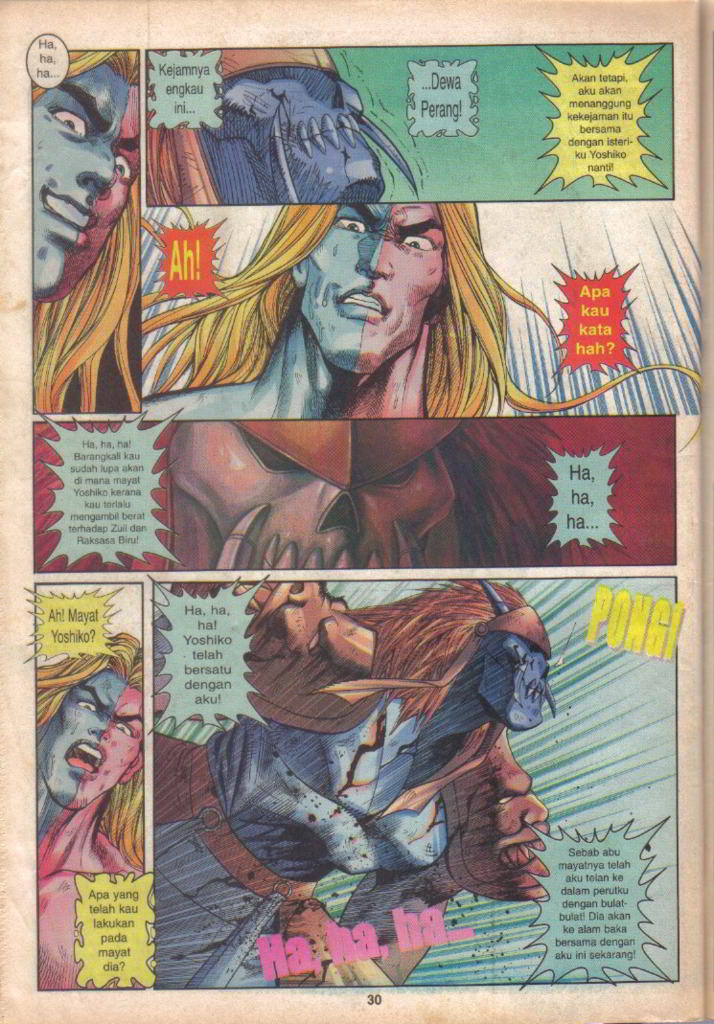 Ha,
ha,
ha...
Kejamnya
engkau
ini...
...Dewa
Perang!
Akan tetapi,
aku akan
menanggung
kekejaman itu
bersama
dengan isteri-
ku Yoshiko
nanti!
Ah!
Apa
kau
kata
hah?
Ha, ha, ha!
Barangkali kau
sudah lupa akan
di mana mayat
Yoshiko kerana
kau terlalu
mengambil berat
terhadap Zuil dan
Raksasa Biru!
Ha,
ha,
ha...
Ah! Mayat
Yoshiko?
Apa yang
telah kau
lakukan
pada
mayat
dia?
Ha, ha,
ha!
Yoshiko
telah
bersatu
dengan
aku!
PONG!
Sebab abu
mayatnya telah
aku telan ke
dalam perutku
dengan bulat-
bulat! Dia akan
ke alam baka
bersama dengan
aku ini sekarang!
Ha, ha, ha...
30